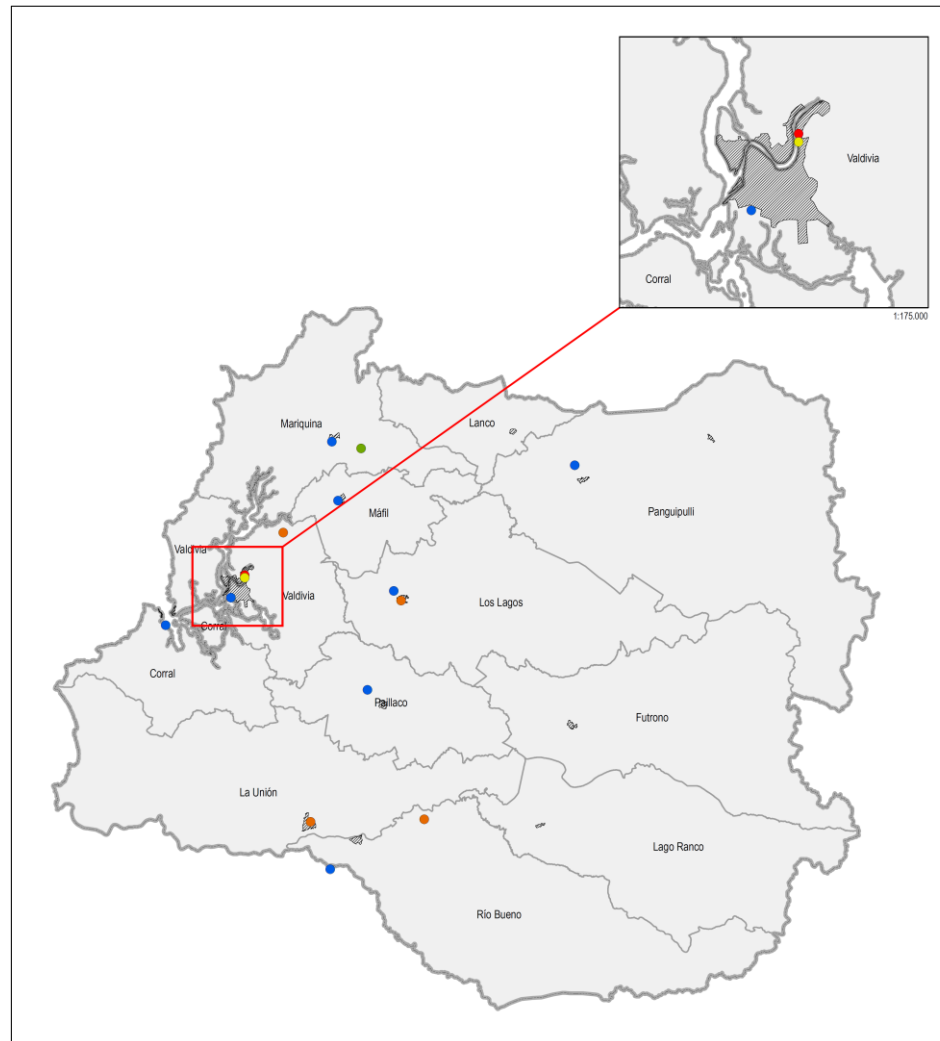 Valdivia
Corral
1:175.000
Mariquina
Lanco
Máfil
Panguipulli
Valdivia
Valdivia
Los Lagos
Corral
Corral
Paillaco
Futrono
La Unión
Lago Ranco
Río Bueno